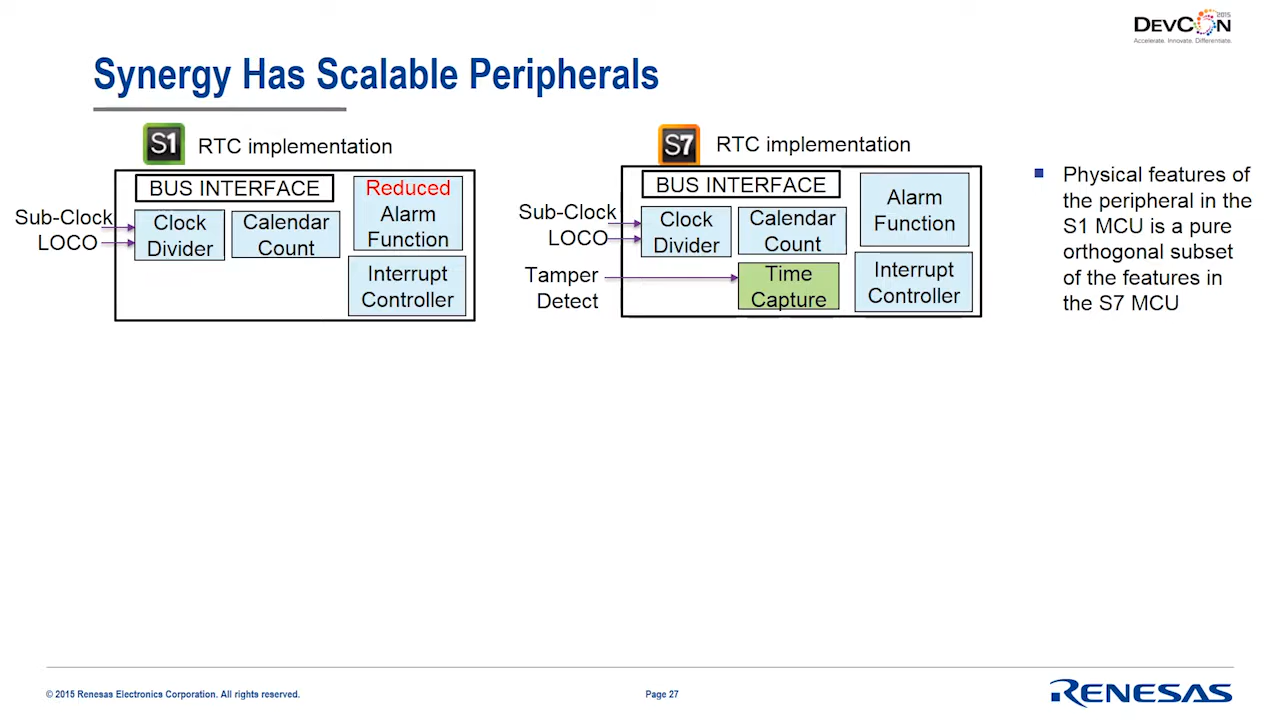 DEVCON 2015
Accelerate. Innovate. Differentiate.
Synergy Has Scalable Peripherals
S1 RTC implementation
BUS INTERFACE
Reduced
Alarm
Function
Sub-Clock
LOCO
Clock
Divider
Calendar
Count
Interrupt
Controller
S7 RTC implementation
BUS INTERFACE
Alarm
Function
Sub-Clock
LOCO
Clock
Divider
Calendar
Count
Tamper
Detect
Time
Capture
Interrupt
Controller
Physical features of
the peripheral in the
S1 MCU is a pure
orthogonal subset
of the features in
the S7 MCU
© 2015 Renesas Electronics Corporation. All rights reserved.
Page 27
RENESAS